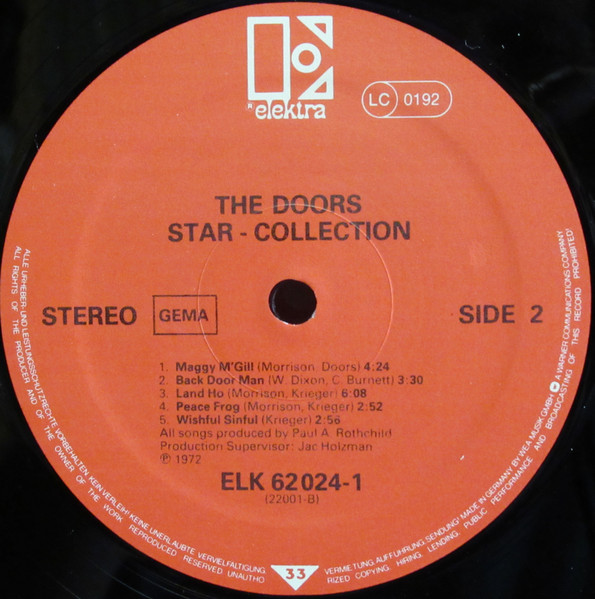 ® elektra
LC 0192
THE DOORS
STAR - COLLECTION
STEREO GEMA SIDE 2
1. Maggy M'Gill (Morrison, Doors) 4:24
2. Back Door Man (W. Dixon, C. Burnett) 3:30
3. Land Ho (Morrison, Krieger) 6:08
4. Peace Frog (Morrison, Krieger) 2:52
5. Wishful Sinful (Krieger) 2:56
All songs produced by Paul A. Rothchild
Production Supervisor: Jac Holzman
℗ 1972
ELK 62 024-1
(22001-B)
33
ALLE URHEBER- UND LEISTUNGSSCHUTZRECHTE VORBEHALTEN. KEIN VERLEIH! KEINE UNERLAUBTE VERVIELFÄLTIGUNG, VERMIETUNG, AUFFÜHRUNG, SENDUNG! MADE IN GERMANY BY WEA MUSIK GMBH A WARNER COMMUNICATIONS COMPANY
ALL RIGHTS OF THE PRODUCER AND OF THE OWNER OF THE WORK REPRODUCED RESERVED. UNAUTHORIZED COPYING, HIRING, LENDING, PUBLIC PERFORMANCE AND BROADCASTING OF THIS RECORD PROHIBITED!